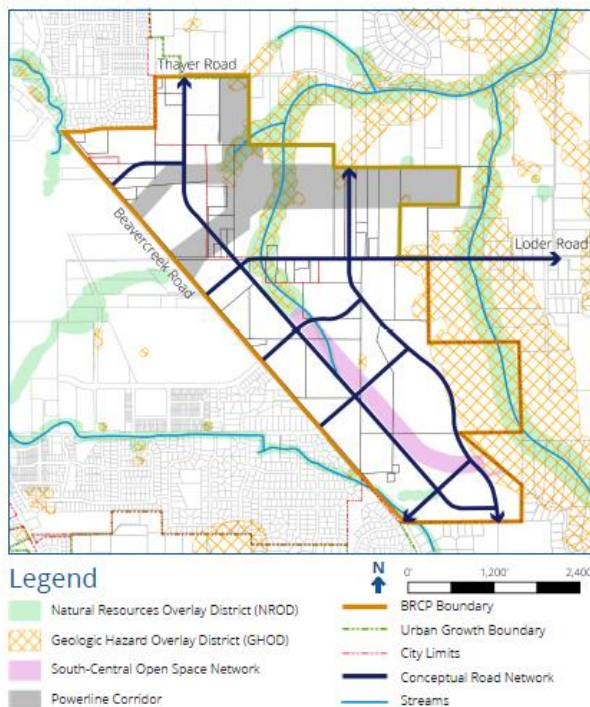 Thayer Road
Beavercreek Road
Loder Road
Legend
Natural Resources Overlay District (NROD)
Geologic Hazard Overlay District (GHOD)
South-Central Open Space Network
Powerline Corridor
N
0' 1,200' 2,400
BRCP Boundary
Urban Growth Boundary
City Limits
Conceptual Road Network
Streams